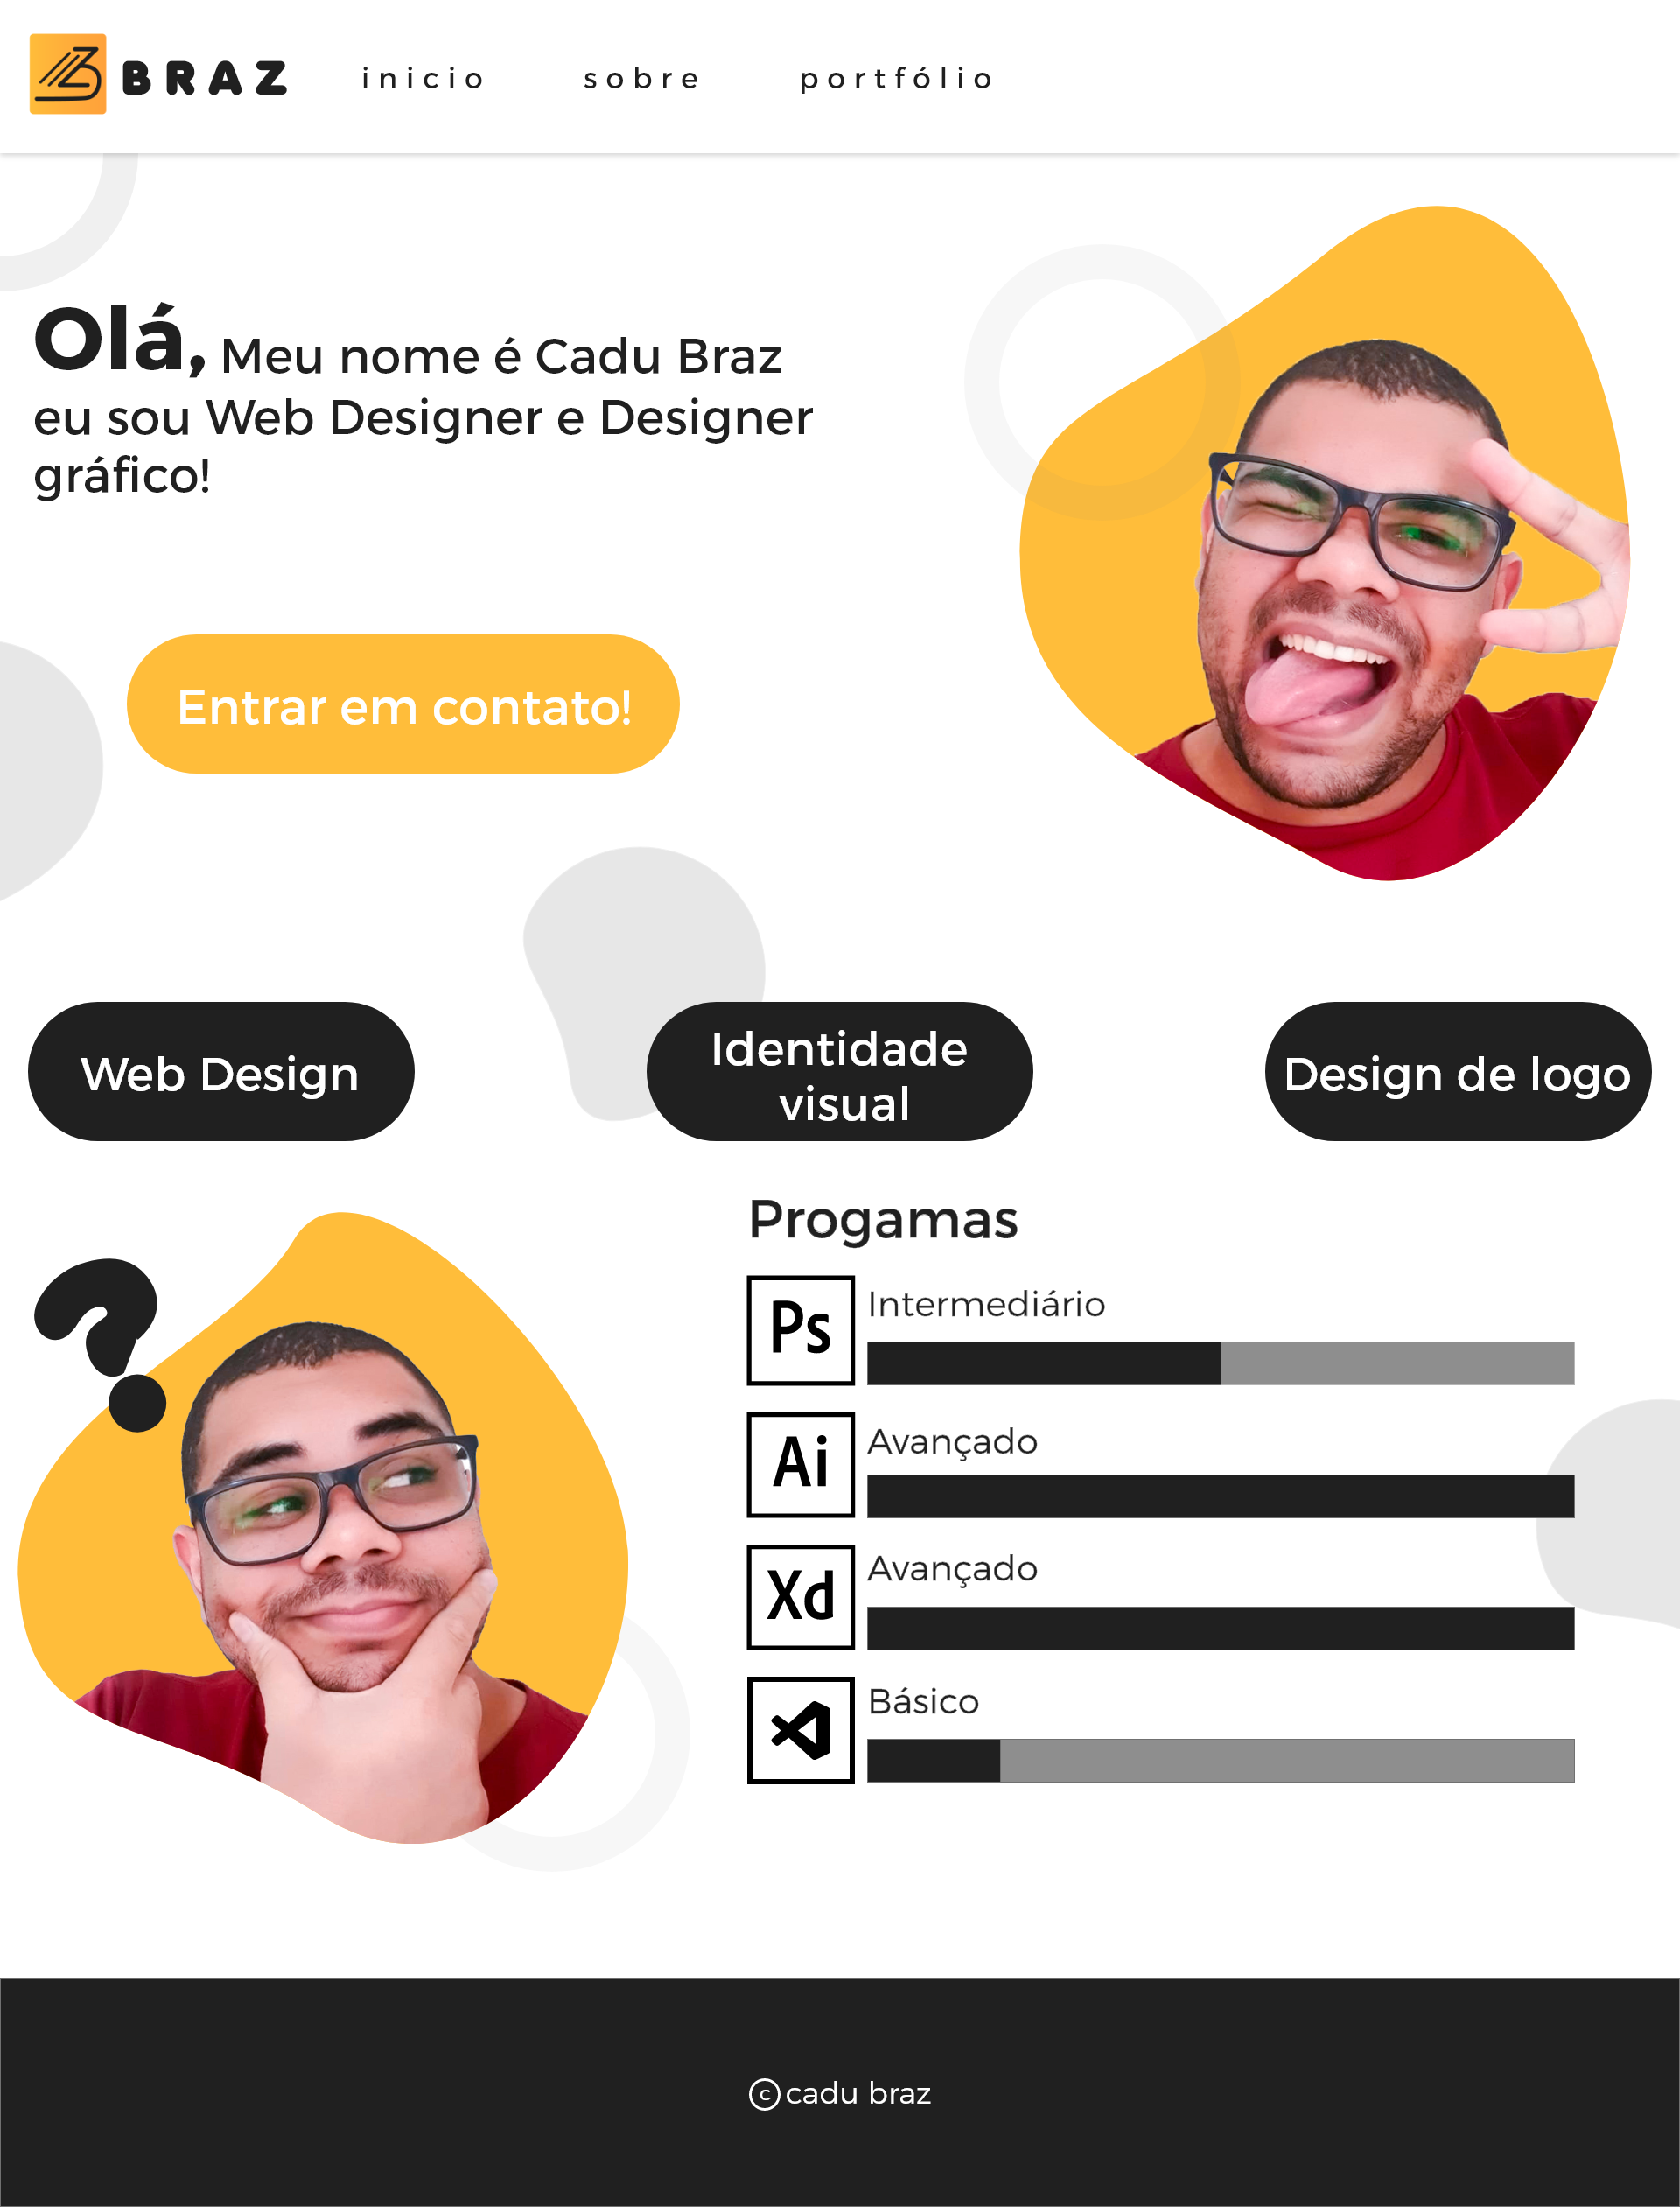 BRAZ
inicio
sobre
portfólio
Olá, Meu nome é Cadu Braz
eu sou Web Designer e Designer
gráfico!
Entrar em contato!
Web Design
Identidade
visual
Design de logo
?
Progamas
Ps
Intermediário
Ai
Avançado
Xd
Avançado
Básico
© cadu braz